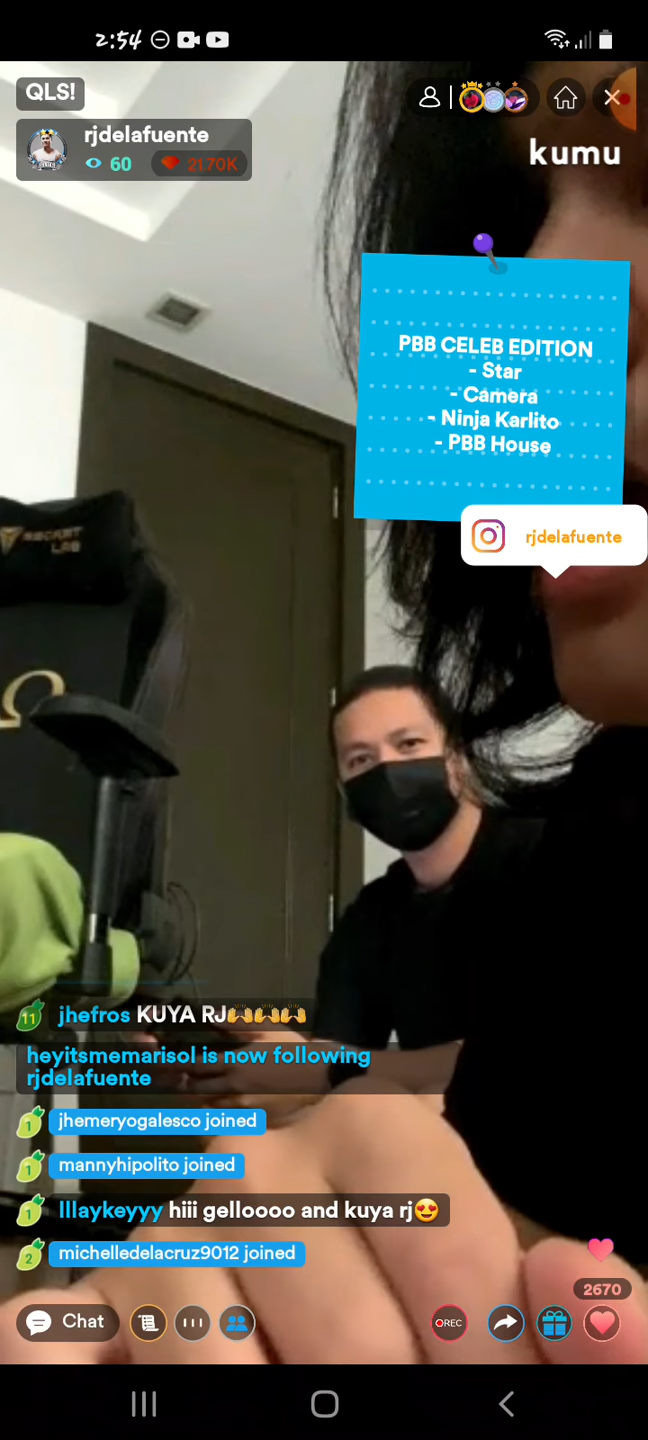 2:54
QLS!
rjdelafuente
60
21.70K
kumu
PBB CELEB EDITION
- Star
- Camera
- Ninja Karlito
- PBB House
rjdelafuente
SECRET
LAB
Ω
11 jhefros KUYA RJ🙌🙌🙌
heyitsmemarisol is now following
rjdelafuente
1 jhemeryogalesco joined
1 mannyhipolito joined
1 lllaykeyyy hiii gelloooo and kuya rj😍
2 michelledelacruz9012 joined
2670
Chat
REC